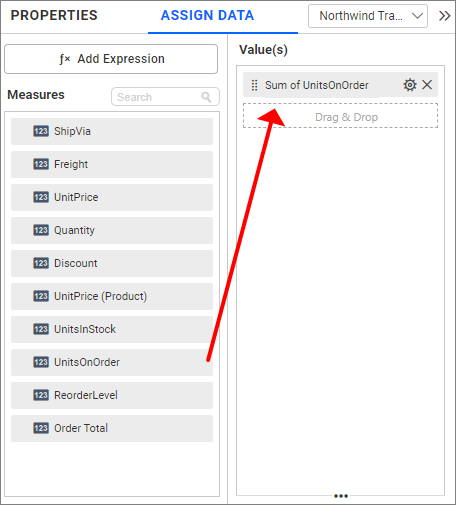 PROPERTIES
ASSIGN DATA
Northwind Tra...
ƒ× Add Expression
Measures
Search
123 ShipVia
123 Freight
123 UnitPrice
123 Quantity
123 Discount
123 UnitPrice (Product)
123 UnitsInStock
123 UnitsOnOrder
123 ReorderLevel
123 Order Total
Value(s)
Sum of UnitsOnOrder
Drag & Drop